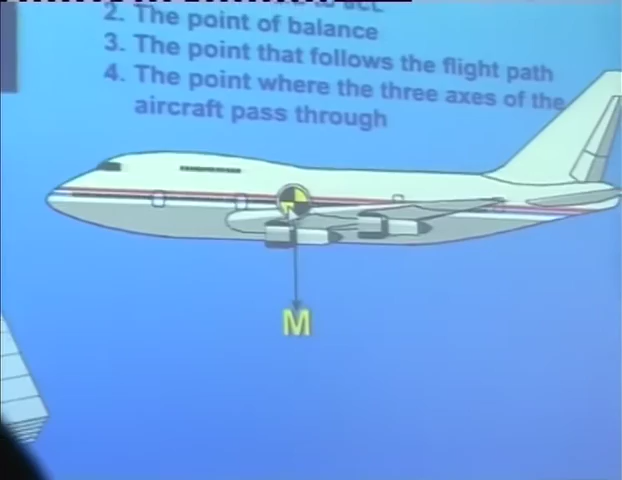 2. The point of balance
3. The point that follows the flight path
4. The point where the three axes of the
aircraft pass through
M